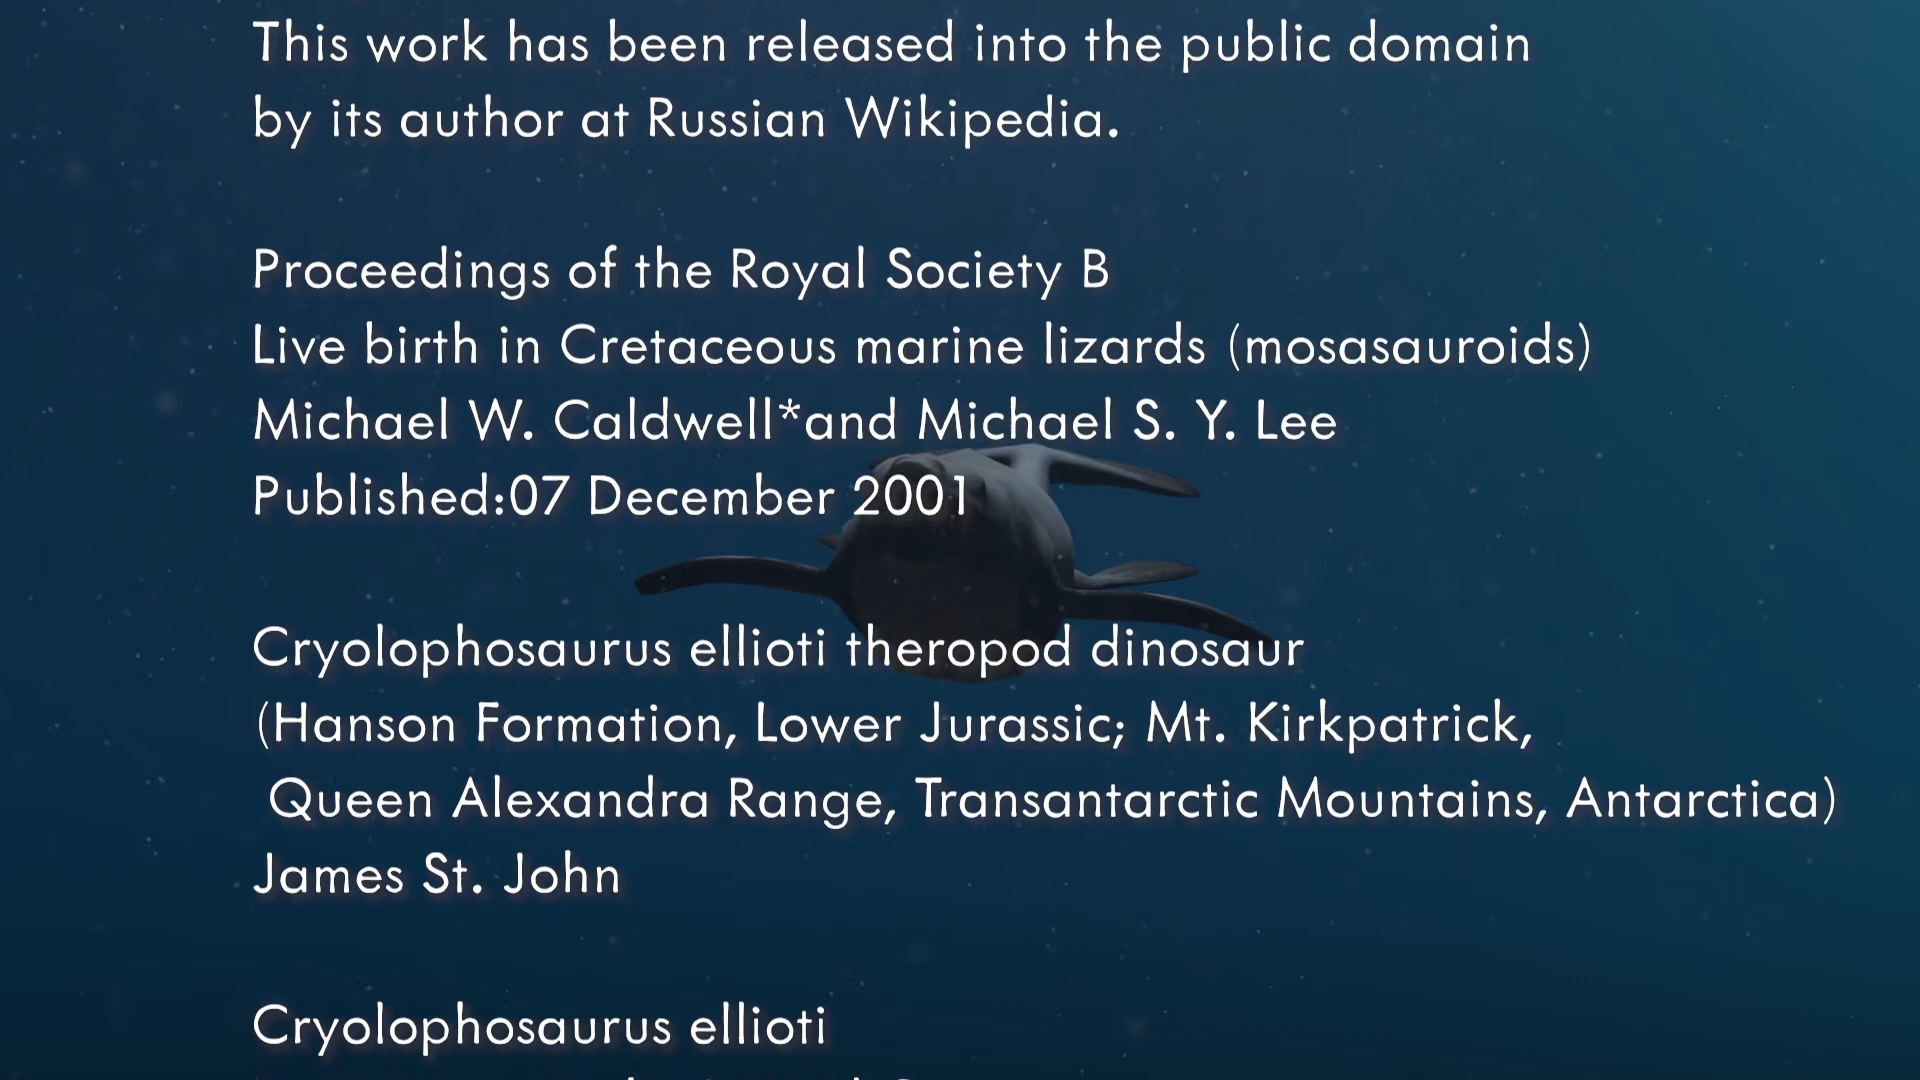 This work has been released into the public domain
by its author at Russian Wikipedia.
Proceedings of the Royal Society B
Live birth in Cretaceous marine lizards (mosasauroids)
Michael W. Caldwell*and Michael S. Y. Lee
Published:07 December 2001
Cryolophosaurus ellioti theropod dinosaur
(Hanson Formation, Lower Jurassic; Mt. Kirkpatrick,
Queen Alexandra Range, Transantarctic Mountains, Antarctica)
James St. John
Cryolophosaurus ellioti